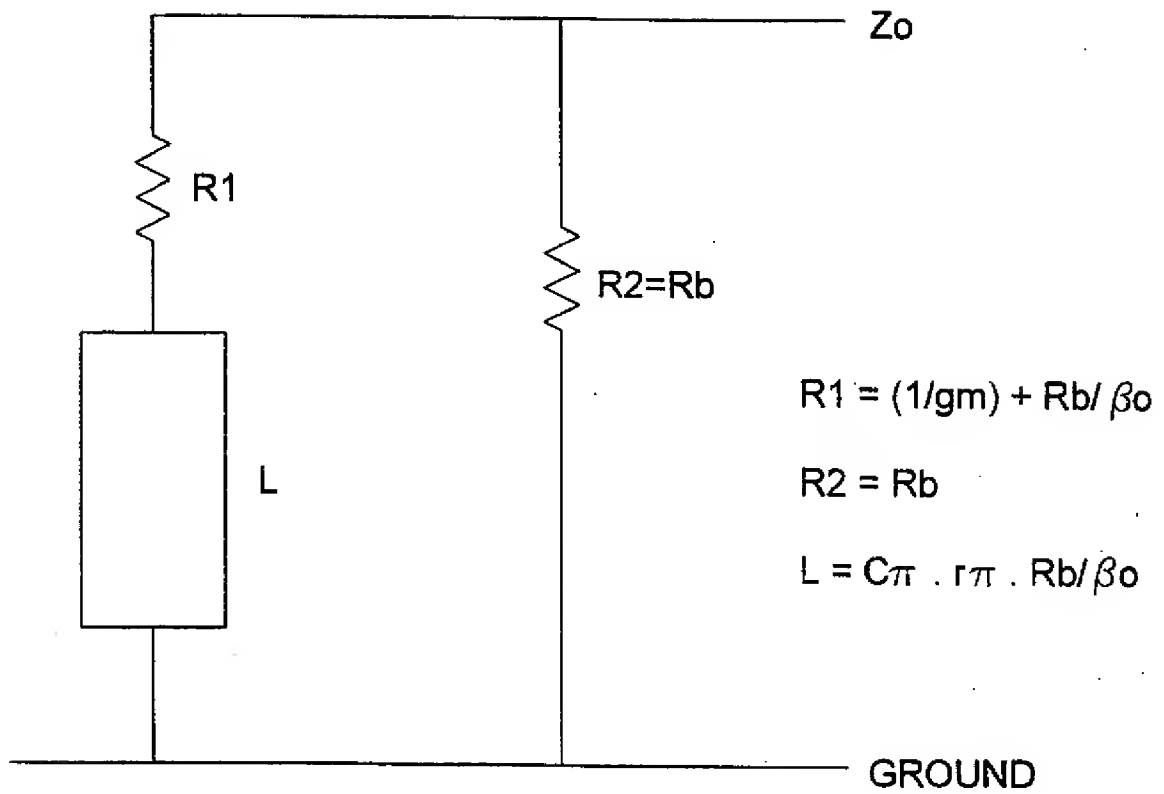 Zo
R1
R2=Rb
R1 = (1/gm) + Rb/βo
L
R2 = Rb
L = Cπ . rπ . Rb/βo
GROUND